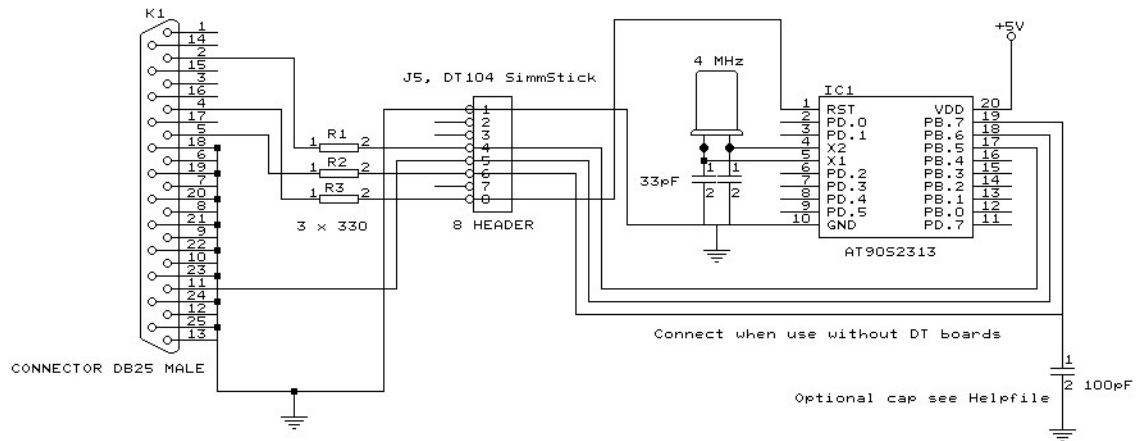 K1
1
14
2
15
3
16
4
17
5
18
6
19
7
20
8
21
9
22
10
23
11
24
12
25
13
CONNECTOR DB25 MALE
1 R1 2
1 R2 2
1 R3 2
3 x 330
J5, DT104 SimmStick
1
2
3
4
5
6
7
8
8 HEADER
4 MHz
33pF
1 1
2 2
+5V
IC1
1 RST VDD 20
2 PD.0 PB.7 19
3 PD.1 PB.6 18
4 X2 PB.5 17
5 X1 PB.4 16
6 PD.2 PB.3 15
7 PD.3 PB.2 14
8 PD.4 PB.1 13
9 PD.5 PB.0 12
10 GND PD.7 11
AT90S2313
Connect when use without DT boards
1
2 100pF
Optional cap see Helpfile